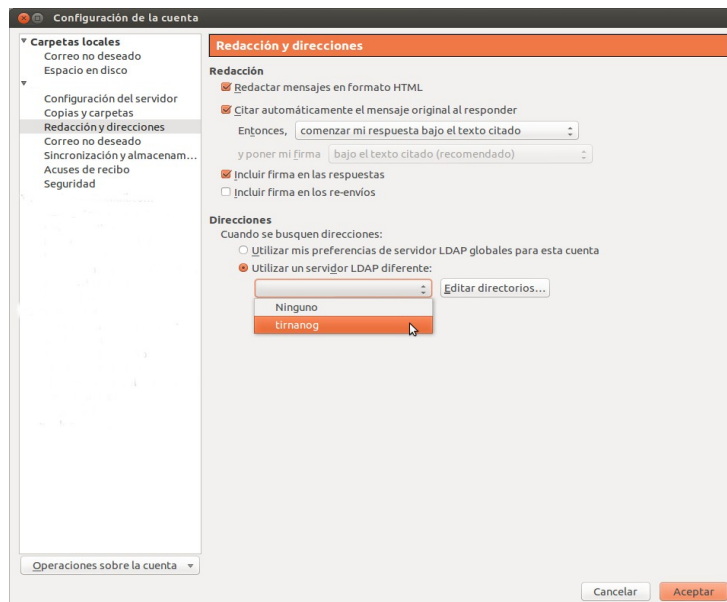 Configuración de la cuenta
Carpetas locales
Correo no deseado
Espacio en disco
Configuración del servidor
Copias y carpetas
Redacción y direcciones
Correo no deseado
Sincronización y almacenam...
Acuses de recibo
Seguridad
Operaciones sobre la cuenta
Redacción y direcciones
Redacción
Redactar mensajes en formato HTML
Citar automáticamente el mensaje original al responder
Entonces, comenzar mi respuesta bajo el texto citado
y poner mi firma bajo el texto citado (recomendado)
Incluir firma en las respuestas
Incluir firma en los re-envíos
Direcciones
Cuando se busquen direcciones:
Utilizar mis preferencias de servidor LDAP globales para esta cuenta
Utilizar un servidor LDAP diferente:
Editar directorios...
Ninguno
tirnanog
Cancelar Aceptar